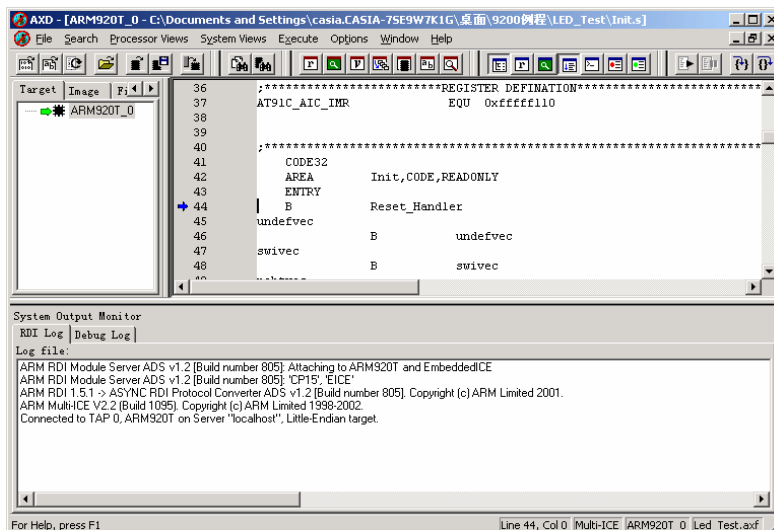 AXD - [ARM920T_0 - C:\Documents and Settings\casia.CASIA-7SE9W7K1G\桌面\9200例程\LED_Test\Init.s]
File Search Processor Views System Views Execute Options Window Help
Target Image Fi
ARM920T_0
36 ;*************************REGISTER DEFINATION**************************
37 AT91C_AIC_IMR EQU 0xfffff110
38
39
40 ;**********************************************************************
41 CODE32
42 AREA Init,CODE,READONLY
43 ENTRY
44 B Reset_Handler
45 undefvec
46 B undefvec
47 swivec
48 B swivec
System Output Monitor
RDI Log Debug Log
Log file:
ARM RDI Module Server ADS v1.2 [Build number 805]: Attaching to ARM920T and EmbeddedICE
ARM RDI Module Server ADS v1.2 [Build number 805]: 'CP15', 'EICE'
ARM RDI 1.5.1 -> ASYNC RDI Protocol Converter ADS v1.2 [Build number 805]. Copyright (c) ARM Limited 2001.
ARM Multi-ICE V2.2 (Build 1095). Copyright (c) ARM Limited 1998-2002.
Connected to TAP 0, ARM920T on Server "localhost", Little-Endian target.
For Help, press F1 Line 44, Col 0 Multi-ICE ARM920T_0 Led_Test.axf